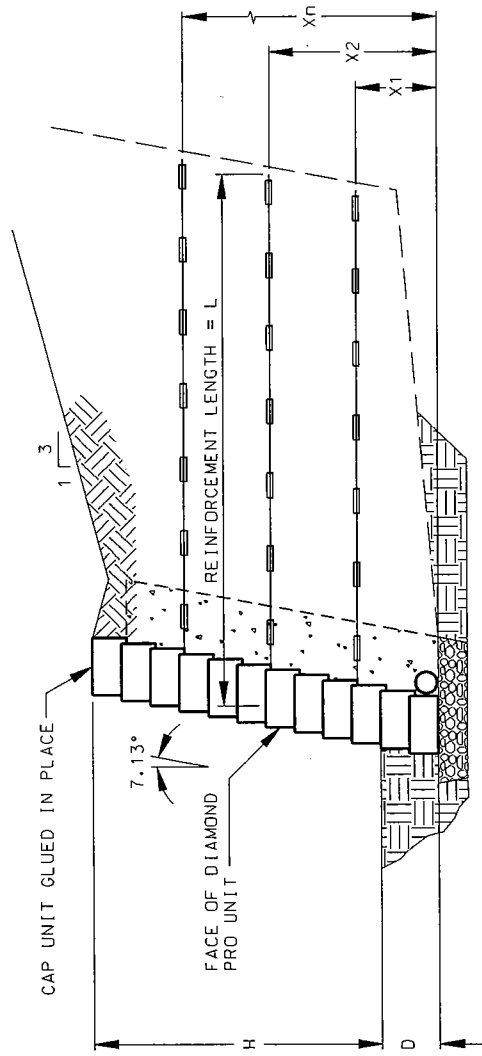 CAP UNIT GLUED IN PLACE
1
3
7.13°
FACE OF DIAMOND
PRO UNIT
REINFORCEMENT LENGTH = L
H
D
X1
X2
Xn